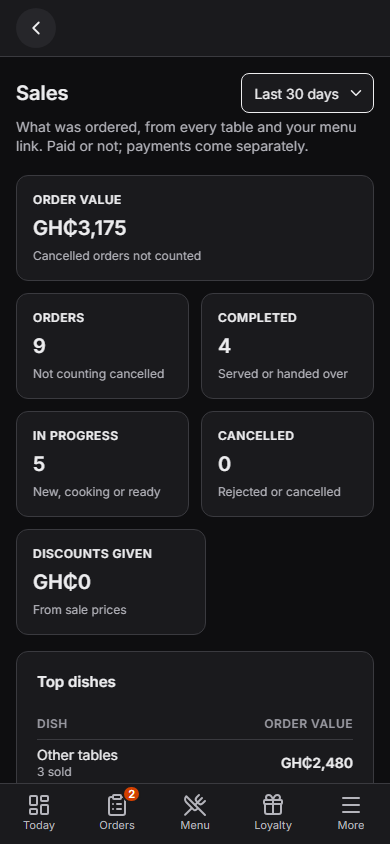 Sales
Last 30 days
What was ordered, from every table and your menu
link. Paid or not; payments come separately.
ORDER VALUE
GH₵3,175
Cancelled orders not counted
ORDERS
9
Not counting cancelled
COMPLETED
4
Served or handed over
IN PROGRESS
5
New, cooking or ready
CANCELLED
0
Rejected or cancelled
DISCOUNTS GIVEN
GH₵0
From sale prices
Top dishes
DISH
ORDER VALUE
Other tables
3 sold
GH₵2,480
2
Today
Orders
Menu
Loyalty
More